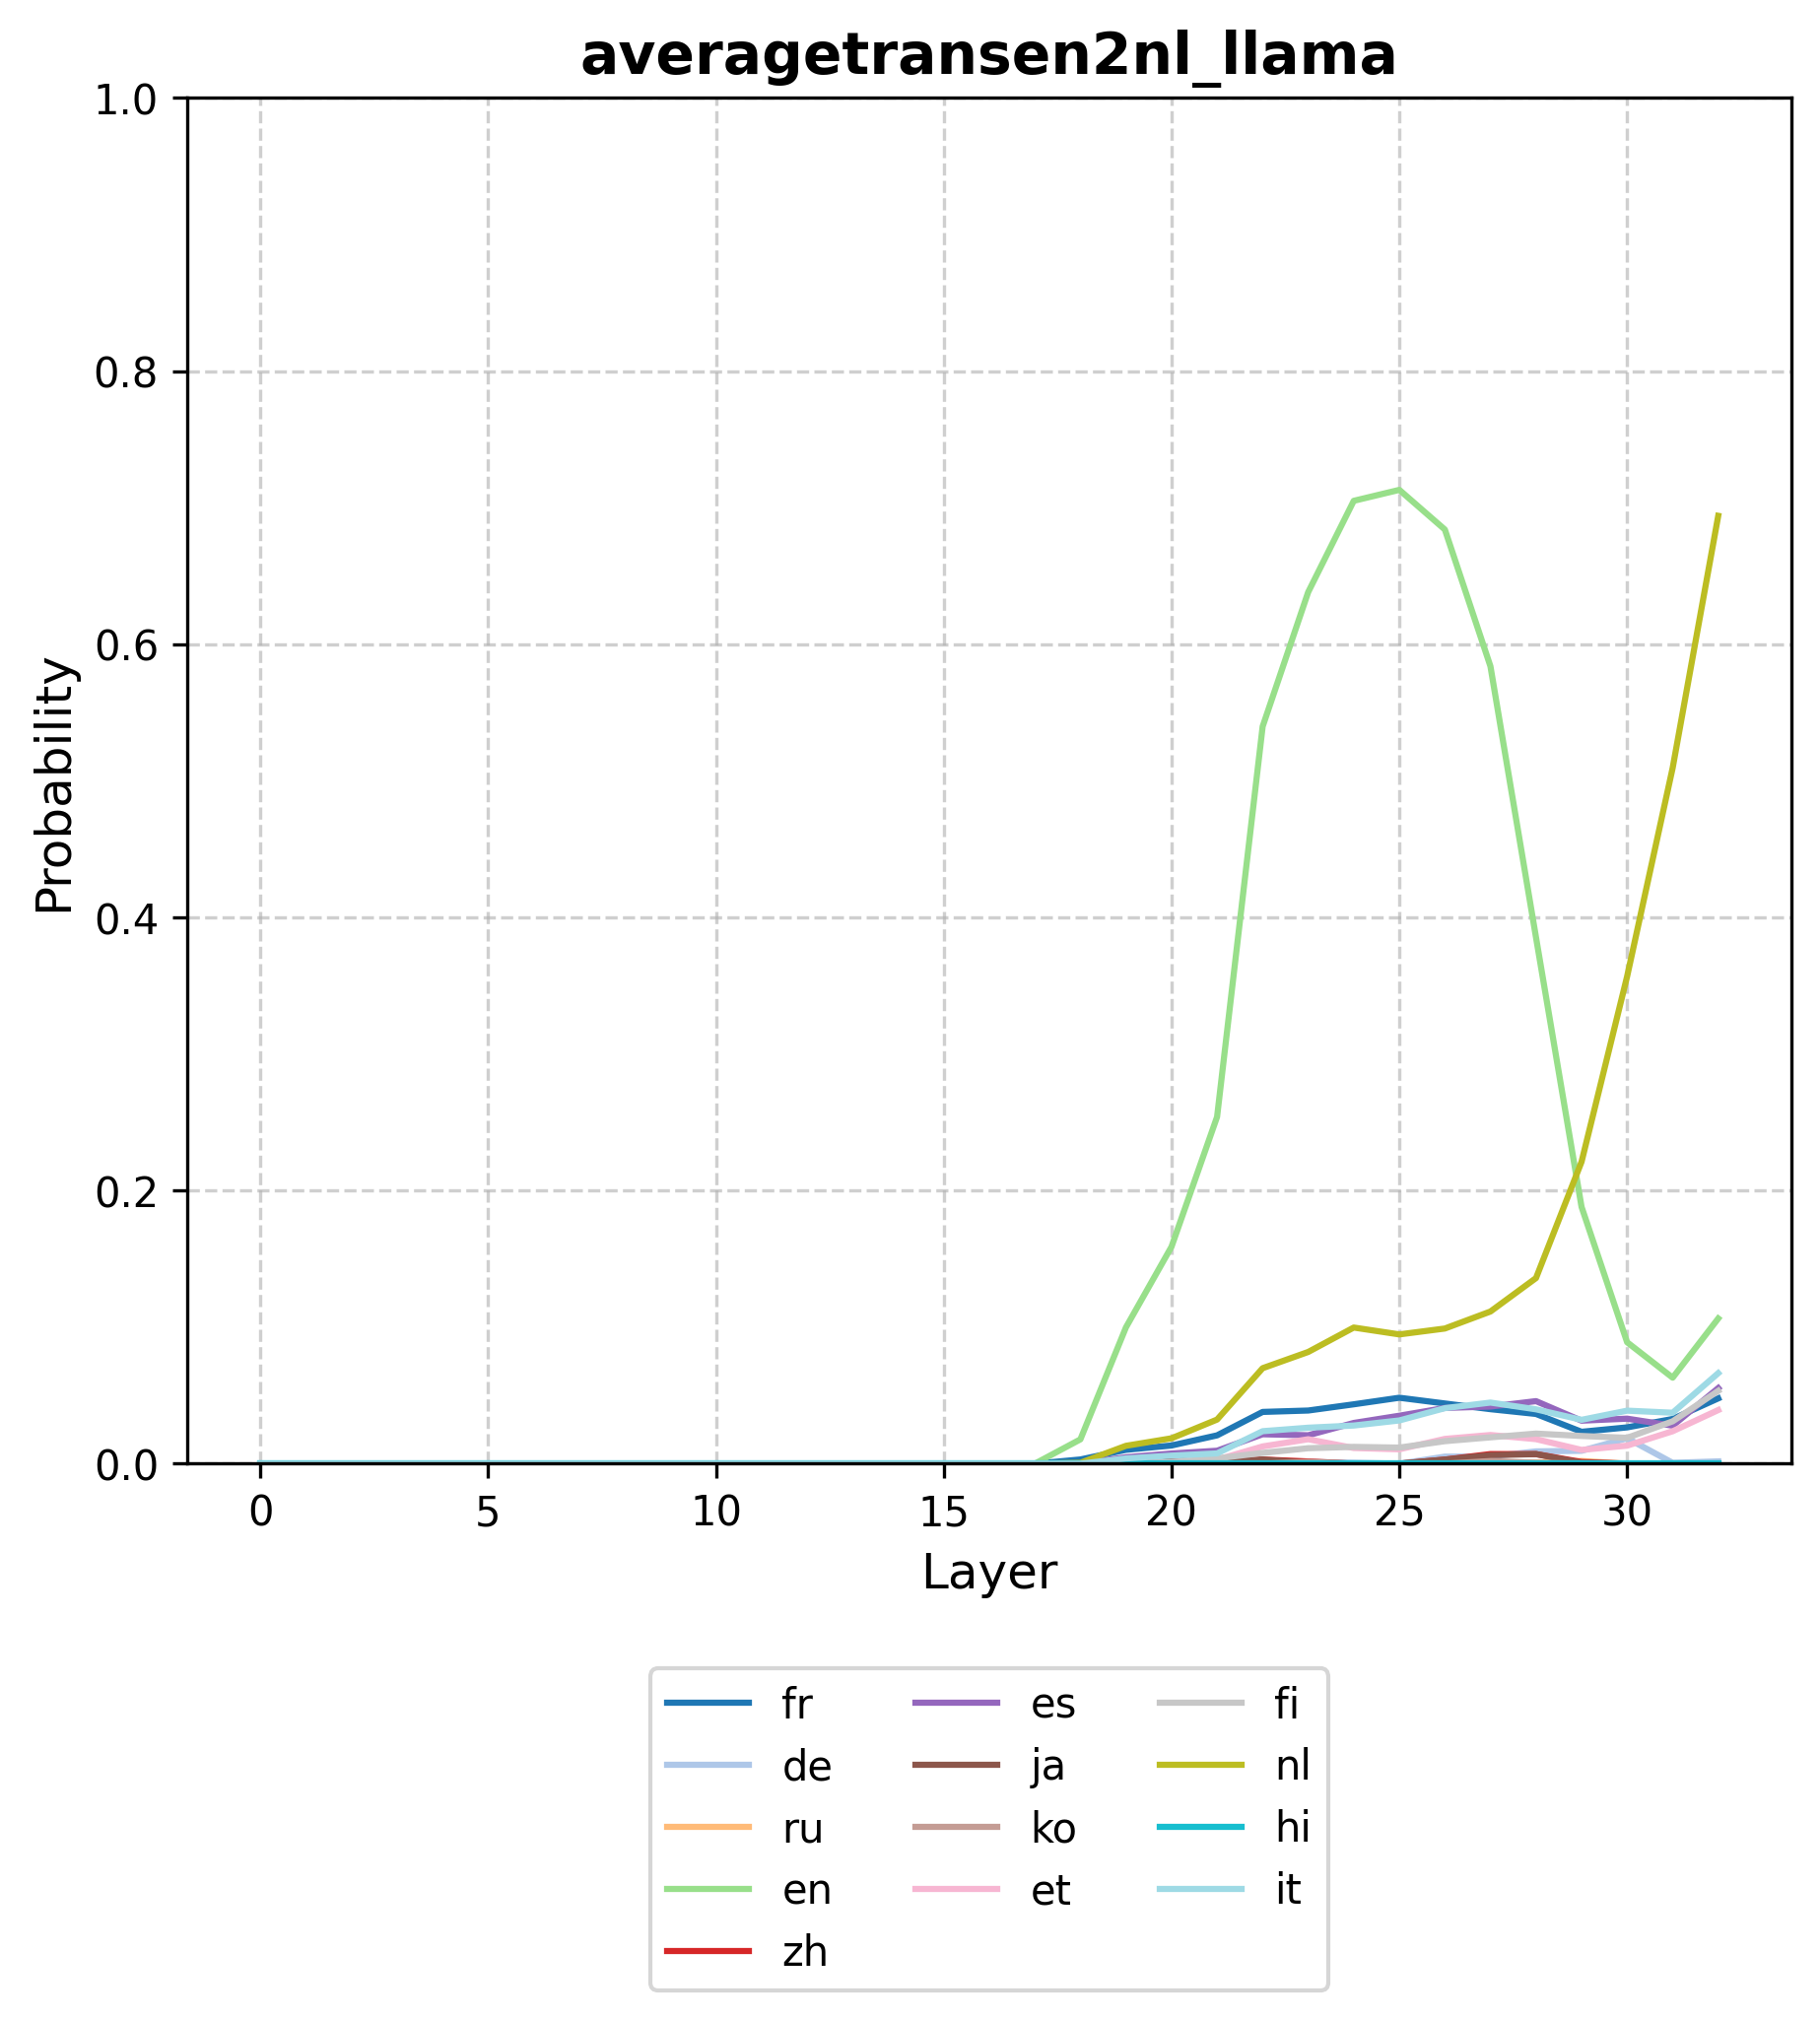 averagetransen2nl_llama
1.0
0.8
0.6
0.4
0.2
0.0
Probability
0 5 10 15 20 25 30
Layer
fr es fi
de ja nl
ru ko hi
en et it
zh